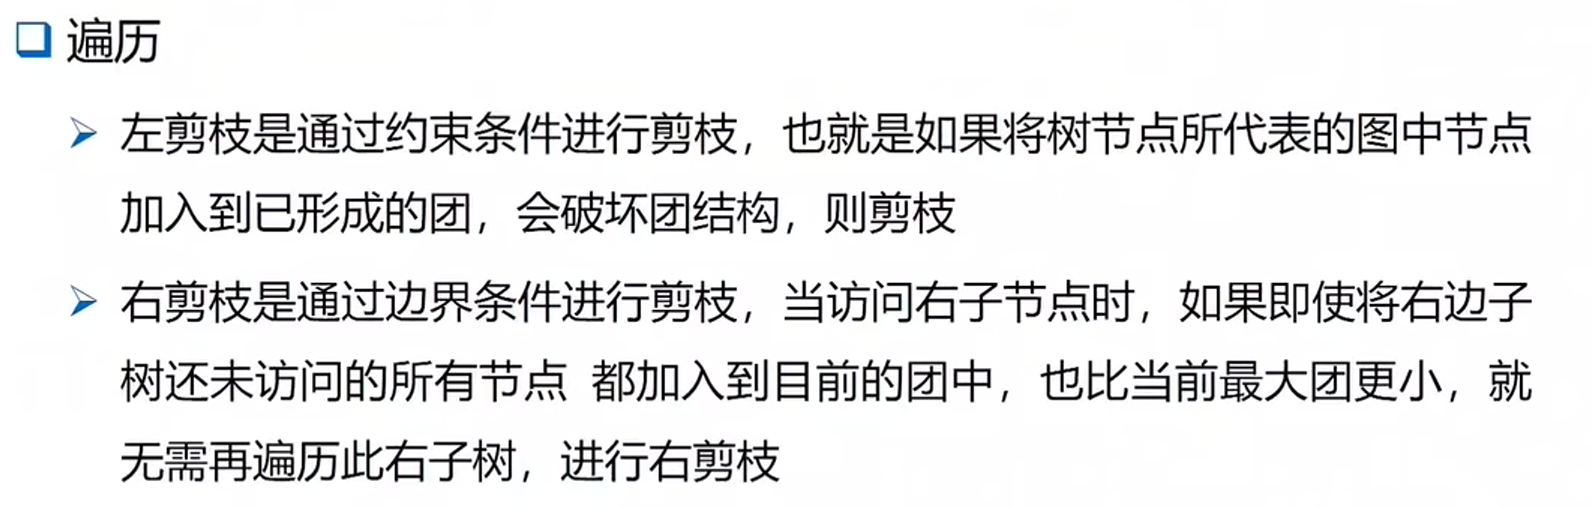 遍历
左剪枝是通过约束条件进行剪枝，也就是如果将树节点所代表的图中节点
加入到已形成的团，会破坏团结构，则剪枝
右剪枝是通过边界条件进行剪枝，当访问右子节点时，如果即使将右边子
树还未访问的所有节点 都加入到目前的团中，也比当前最大团更小，就
无需再遍历此右子树，进行右剪枝